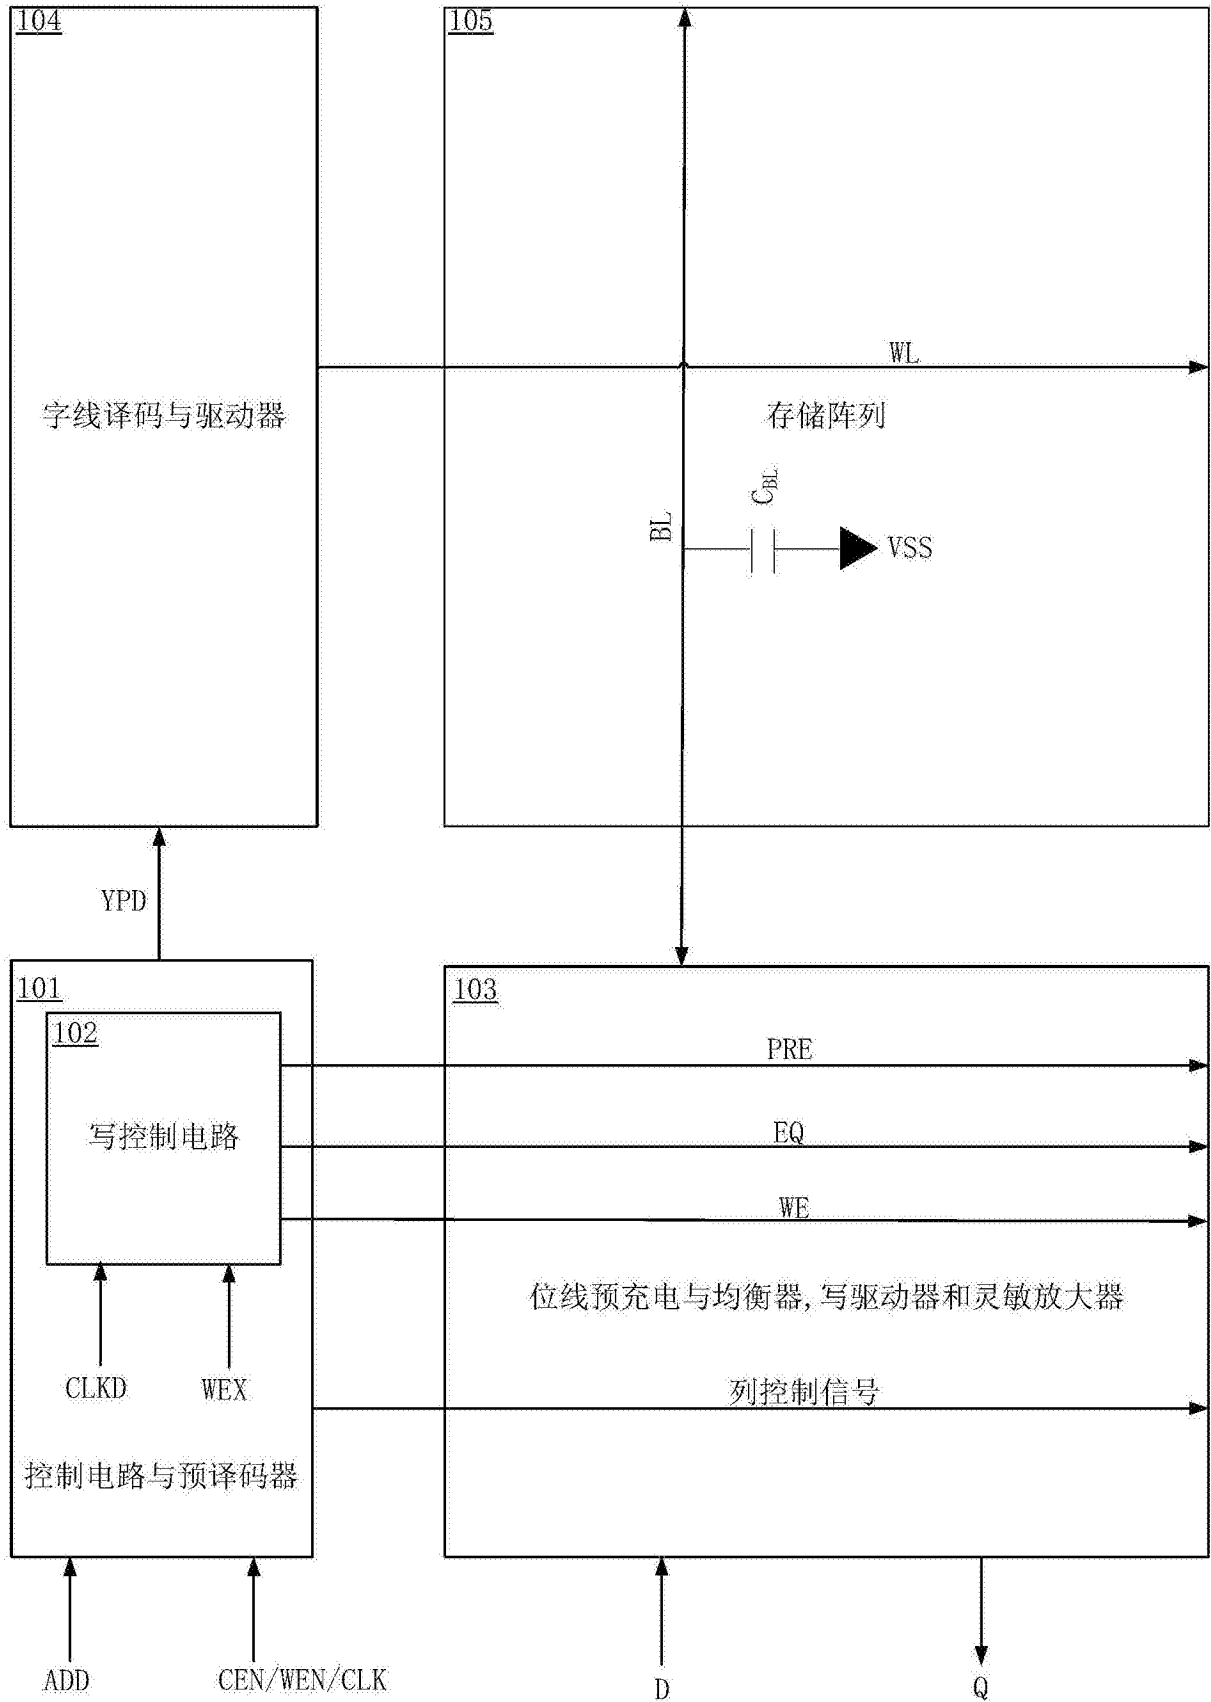 104
105
WL
字线译码与驱动器
存储阵列
CBL
BL
VSS
YPD
101
103
102
PRE
写控制电路
EQ
WE
位线预充电与均衡器,写驱动器和灵敏放大器
CLKD
WEX
列控制信号
控制电路与预译码器
ADD
CEN/WEN/CLK
D
Q